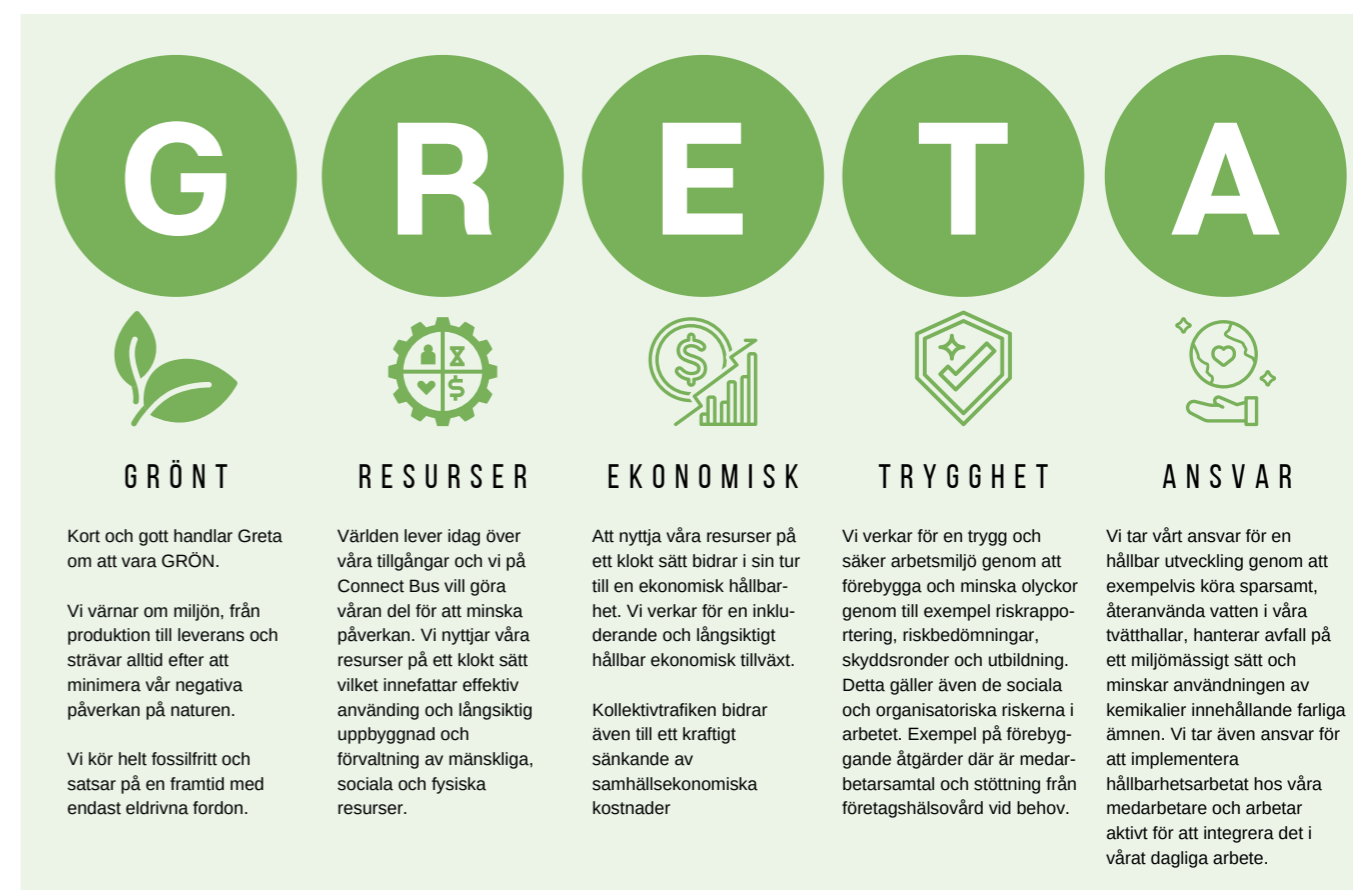 G
R
E
T
A
GRÖNT
Kort och gott handlar Greta
om att vara GRÖN.
Vi värnar om miljön, från
produktion till leverans och
strävar alltid efter att
minimera vår negativa
påverkan på naturen.
Vi kör helt fossilfritt och
satsar på en framtid med
endast eldrivna fordon.
RESURSER
Världen lever idag över
våra tillgångar och vi på
Connect Bus vill göra
våran del för att minska
påverkan. Vi nyttjar våra
resurser på ett klokt sätt
vilket innefattar effektiv
använding och långsiktig
uppbyggnad och
förvaltning av mänskliga,
sociala och fysiska
resurser.
EKONOMISK
Att nyttja våra resurser på
ett klokt sätt bidrar i sin tur
till en ekonomisk hållbar-
het. Vi verkar för en inklu-
derande och långsiktigt
hållbar ekonomisk tillväxt.
Kollektivtrafiken bidrar
även till ett kraftigt
sänkande av
samhällsekonomiska
kostnader
TRYGGHET
Vi verkar för en trygg och
säker arbetsmiljö genom att
förebygga och minska olyckor
genom till exempel riskrappo-
rtering, riskbedömningar,
skyddsronder och utbildning.
Detta gäller även de sociala
och organisatoriska riskerna i
arbetet. Exempel på förebyg-
gande åtgärder där är medar-
betarsamtal och stöttning från
företagshälsovård vid behov.
ANSVAR
Vi tar vårt ansvar för en
hållbar utveckling genom att
exempelvis köra sparsamt,
återanvända vatten i våra
tvätthallar, hanterar avfall på
ett miljömässigt sätt och
minskar användningen av
kemikalier innehållande farliga
ämnen. Vi tar även ansvar för
att implementera
hållbarhetsarbetat hos våra
medarbetare och arbetar
aktivt för att integrera det i
vårat dagliga arbete.